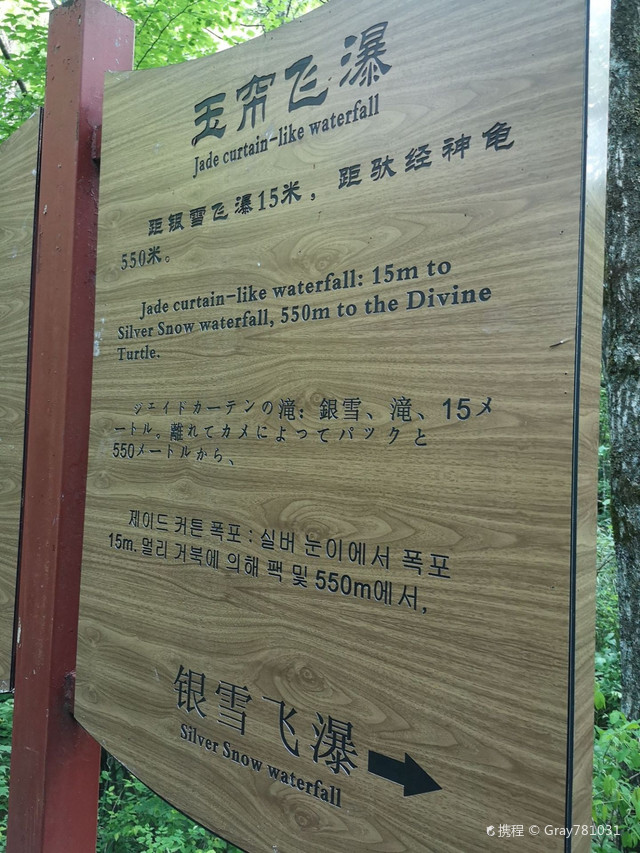 玉帘飞瀑
Jade curtain-like waterfall
距银雪飞瀑15米，距驮经神龟
550米。
Jade curtain-like waterfall: 15m to
Silver Snow waterfall, 550m to the Divine
Turtle.
ジエイトカーテンの滝: 銀雪、滝、15メ
ートル。離れてカメによってパツクと
550メートルから、
제이드 커튼 폭포 : 실버 눈이에서 폭포
15m. 멀리 거북에 의해 팩 및 550m에서,
银雪飞瀑
Silver Snow waterfall
携程 © Gray781031